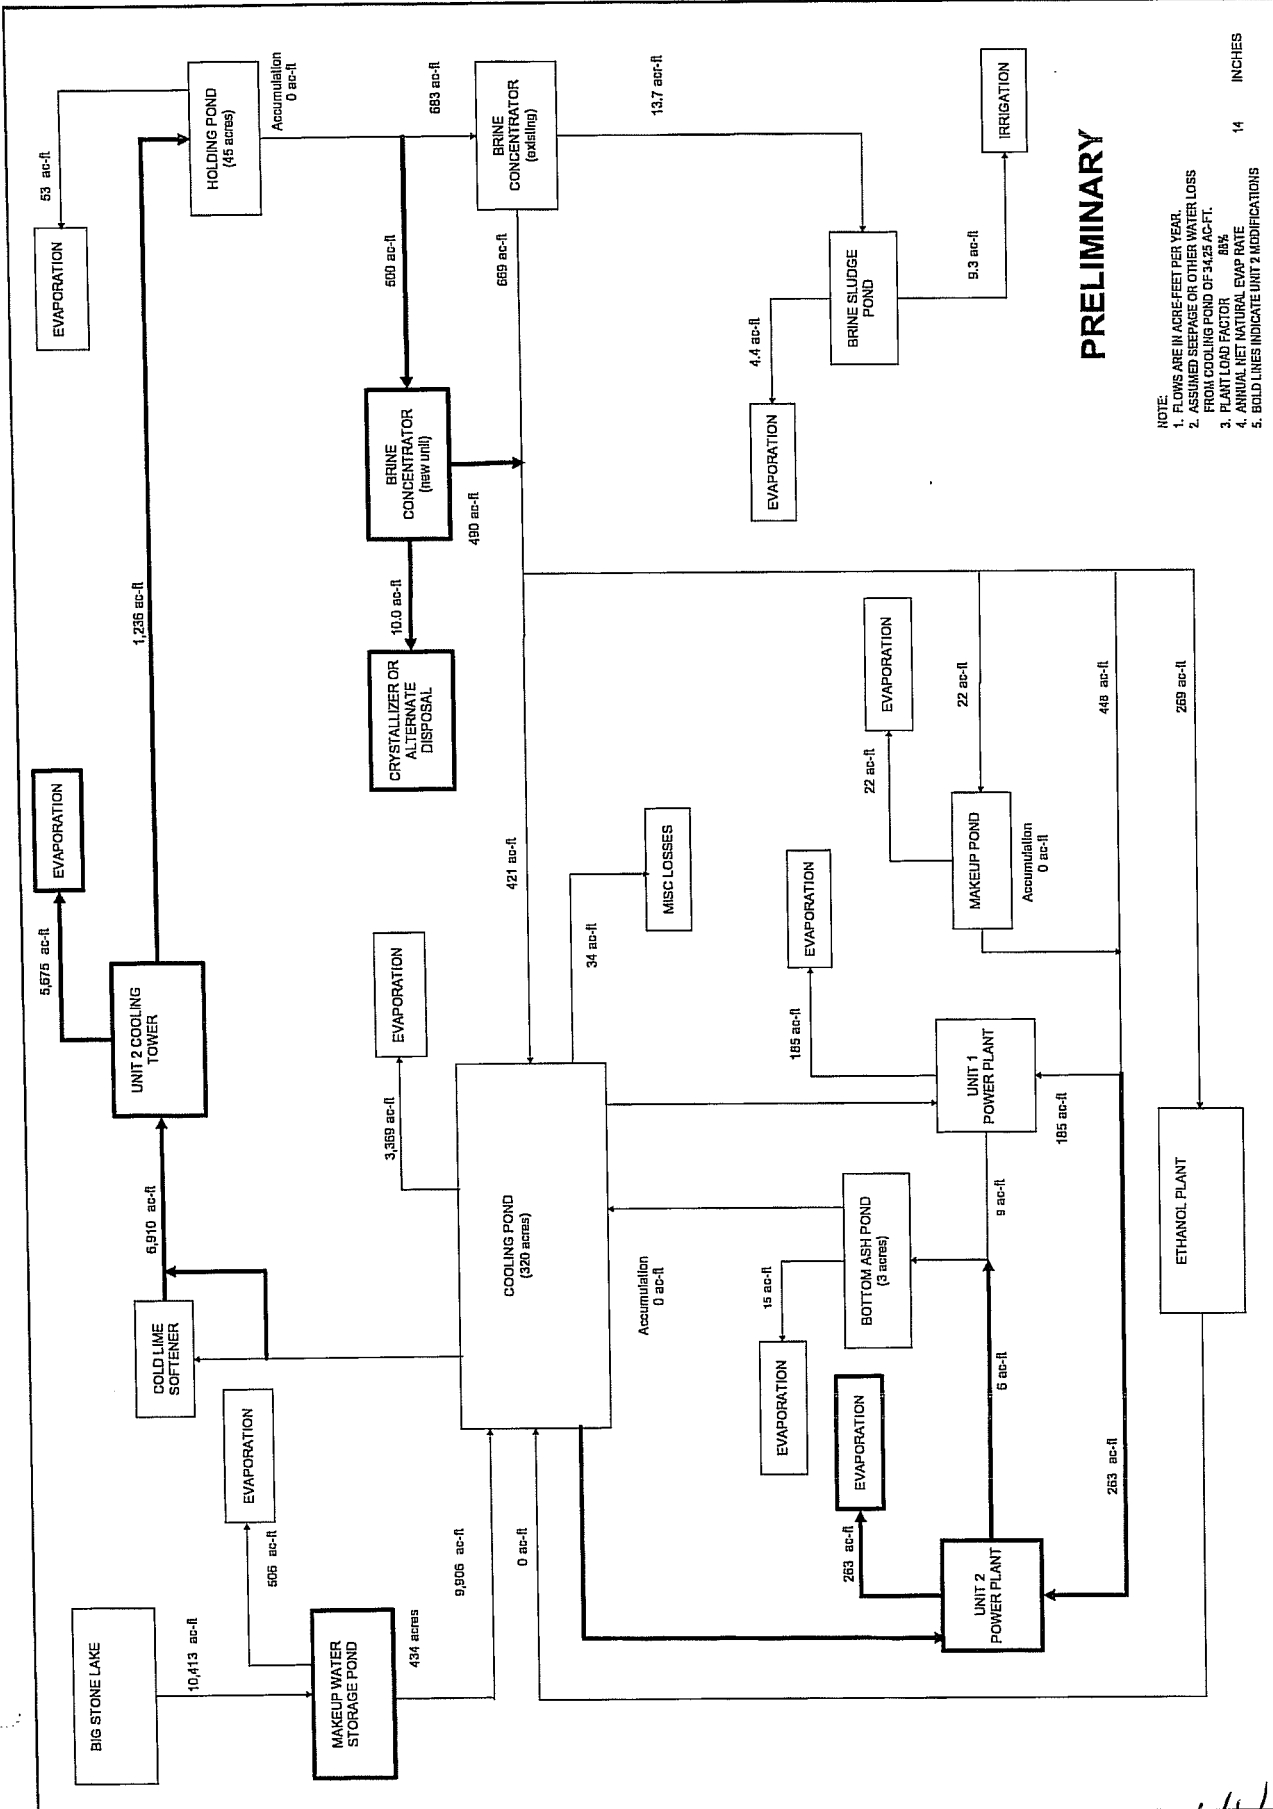 BIG STONE LAKE
10,413 ac-ft
MAKEUP WATER
STORAGE POND
434 acres
506 ac-ft
EVAPORATION
9,906 ac-ft
0 ac-ft
COLD LIME
SOFTENER
6,910 ac-ft
UNIT 2 COOLING
TOWER
5,675 ac-ft
EVAPORATION
1,236 ac-ft
EVAPORATION
53 ac-ft
HOLDING POND
(45 acres)
Accumulation
0 ac-ft
683 ac-ft
500 ac-ft
BRINE
CONCENTRATOR
(existing)
669 ac-ft
13.7 acr-ft
BRINE
CONCENTRATOR
(new unit)
490 ac-ft
10.0 ac-ft
CRYSTALLIZER OR
ALTERNATE
DISPOSAL
COOLING POND
(320 acres)
Accumulation
0 ac-ft
3,369 ac-ft
EVAPORATION
421 ac-ft
34 ac-ft
MISC LOSSES
BRINE SLUDGE
POND
4.4 ac-ft
EVAPORATION
9.3 ac-ft
IRRIGATION
EVAPORATION
15 ac-ft
BOTTOM ASH POND
(3 acres)
EVAPORATION
263 ac-ft
UNIT 2
POWER PLANT
6 ac-ft
9 ac-ft
UNIT 1
POWER PLANT
185 ac-ft
EVAPORATION
185 ac-ft
263 ac-ft
MAKEUP POND
Accumulation
0 ac-ft
22 ac-ft
EVAPORATION
22 ac-ft
448 ac-ft
269 ac-ft
ETHANOL PLANT
PRELIMINARY
NOTE:
1. FLOWS ARE IN ACRE-FEET PER YEAR.
2. ASSUMED SEEPAGE OR OTHER WATER LOSS
FROM COOLING POND OF 34.25 AC-FT.
3. PLANT LOAD FACTOR 88%
4. ANNUAL NET NATURAL EVAP RATE 14 INCHES
5. BOLD LINES INDICATE UNIT 2 MODIFICATIONS